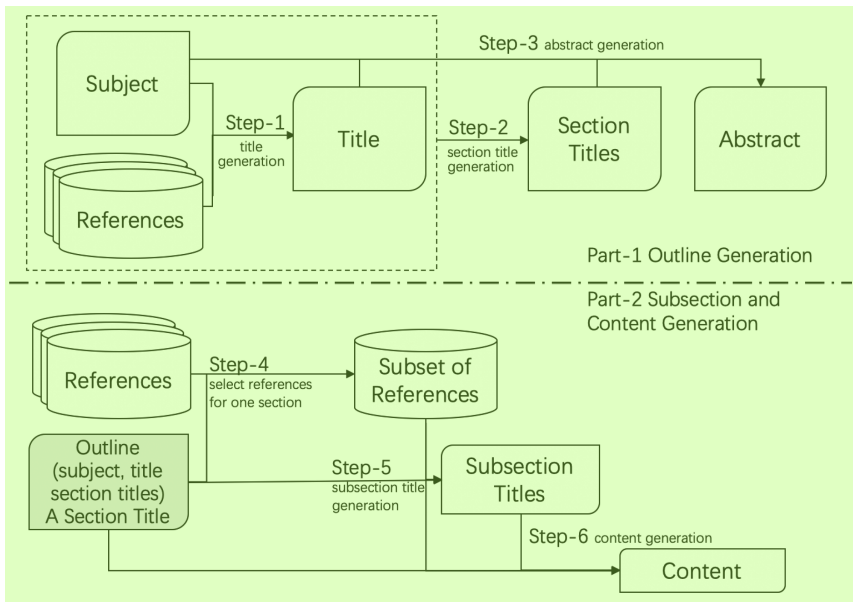 Step-3 abstract generation
Subject
Step-1
title
generation
Title
Step-2
section title
generation
Section
Titles
Abstract
References
Part-1 Outline Generation
Part-2 Subsection and
Content Generation
References
Step-4
select references
for one section
Subset of
References
Outline
(subject, title
section titles)
A Section Title
Step-5
subsection title
generation
Subsection
Titles
Step-6 content generation
Content